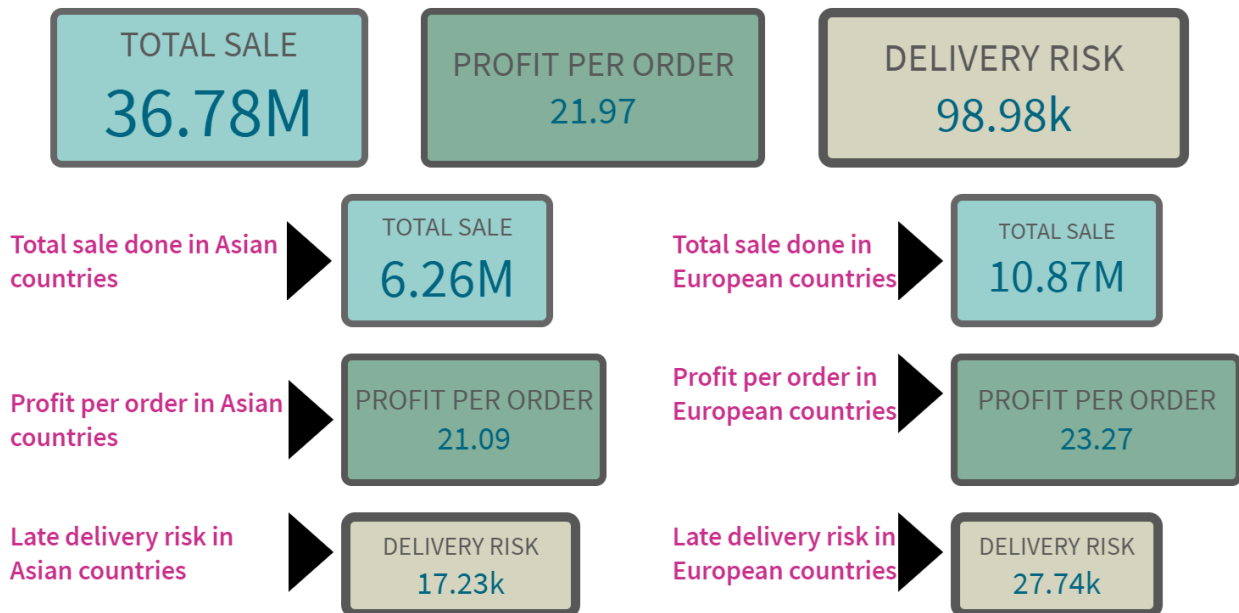 TOTAL SALE
36.78M
PROFIT PER ORDER
21.97
DELIVERY RISK
98.98k
Total sale done in Asian
countries
TOTAL SALE
6.26M
Total sale done in
European countries
TOTAL SALE
10.87M
Profit per order in Asian
countries
PROFIT PER ORDER
21.09
Profit per order in
European countries
PROFIT PER ORDER
23.27
Late delivery risk in
Asian countries
DELIVERY RISK
17.23k
Late delivery risk in
European countries
DELIVERY RISK
27.74k